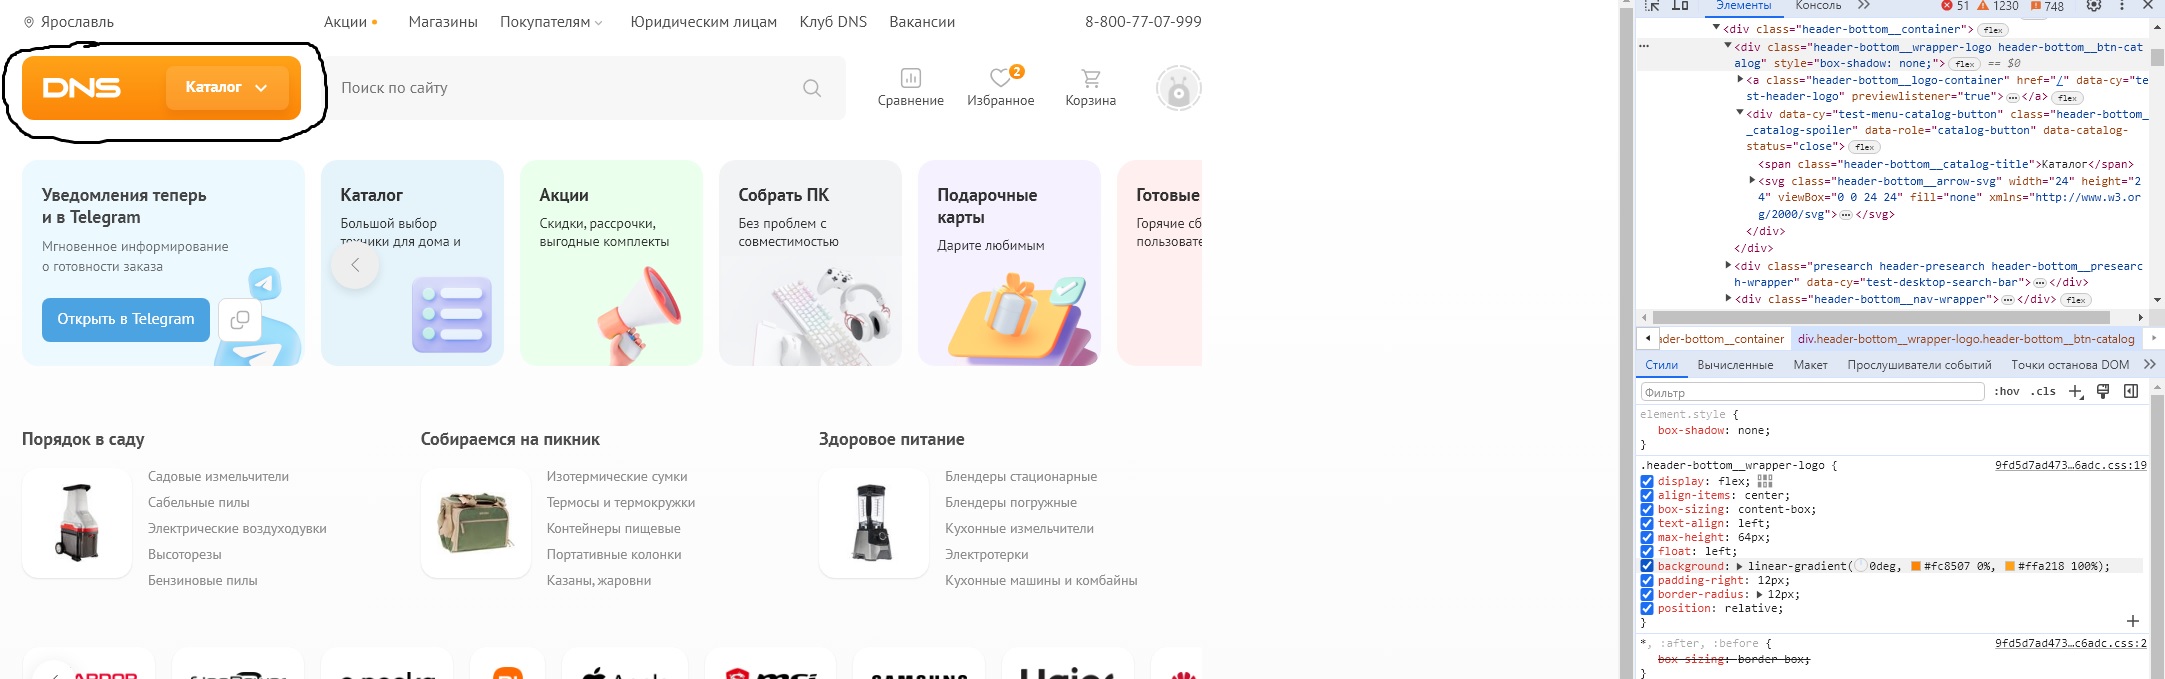 Ярославль
Акции
Магазины
Покупателям
Юридическим лицам
Клуб DNS
Вакансии
8-800-77-07-999
DNS
Каталог
Поиск по сайту
Сравнение
2
Избранное
Корзина
Уведомления теперь
и в Telegram
Мгновенное информирование
о готовности заказа
Открыть в Telegram
Каталог
Большой выбор
техники для дома и
Акции
Скидки, рассрочки,
выгодные комплекты
Собрать ПК
Без проблем с
совместимостью
Подарочные
карты
Дарите любимым
Готовые
Горячие сб
пользовате
Порядок в саду
Садовые измельчители
Сабельные пилы
Электрические воздуходувки
Высоторезы
Бензиновые пилы
Собираемся на пикник
Изотермические сумки
Термосы и термокружки
Контейнеры пищевые
Портативные колонки
Казаны, жаровни
Здоровое питание
Блендеры стационарные
Блендеры погружные
Кухонные измельчители
Электротерки
Кухонные машины и комбайны
SAMSUNG
Haier
Элементы
Консоль
51
1230
748
<div class="header-bottom__container"> flex
<div class="header-bottom__wrapper-logo header-bottom__btn-cat
alog" style="box-shadow: none;"> flex == $0
<a class="header-bottom__logo-container" href="/" data-cy="te
st-header-logo" previewlistener="true"> … </a> flex
<div data-cy="test-menu-catalog-button" class="header-bottom_
_catalog-spoiler" data-role="catalog-button" data-catalog-
status="close"> flex
<span class="header-bottom__catalog-title">Каталог</span>
<svg class="header-bottom__arrow-svg" width="24" height="2
4" viewBox="0 0 24 24" fill="none" xmlns="http://www.w3.or
g/2000/svg"> … </svg>
</div>
</div>
<div class="presearch header-presearch header-bottom__presearc
h-wrapper" data-cy="test-desktop-search-bar"> … </div>
<div class="header-bottom__nav-wrapper"> … </div> flex
ader-bottom__container
div.header-bottom__wrapper-logo.header-bottom__btn-catalog
Стили
Вычисленные
Макет
Прослушиватели событий
Точки останова DOM
Фильтр
:hov
.cls
element.style {
box-shadow: none;
}
.header-bottom__wrapper-logo {
9fd5d7ad473…6adc.css:19
display: flex;
align-items: center;
box-sizing: content-box;
text-align: left;
max-height: 64px;
float: left;
background: linear-gradient(0deg, #fc8507 0%, #ffa218 100%);
padding-right: 12px;
border-radius: 12px;
position: relative;
}
*, :after, :before {
9fd5d7ad473…c6adc.css:2
box-sizing: border-box;
}